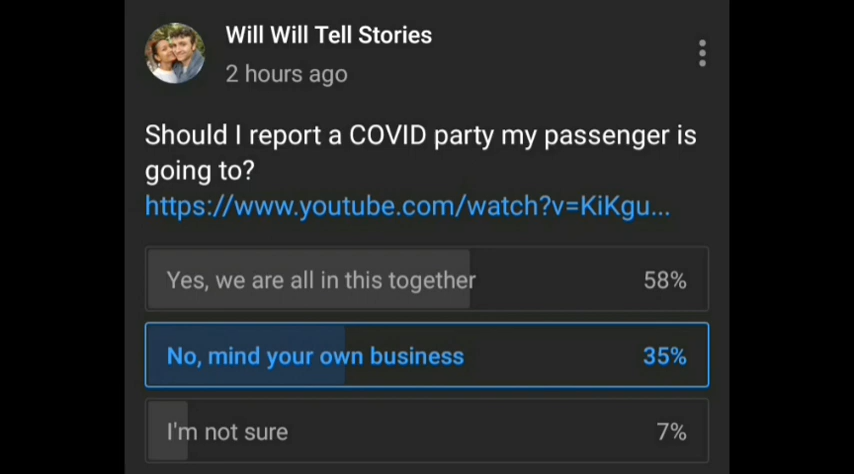 Will Will Tell Stories
2 hours ago
Should I report a COVID party my passenger is
going to?
https://www.youtube.com/watch?v=KiKgu...
Yes, we are all in this together 58%
No, mind your own business 35%
I'm not sure 7%